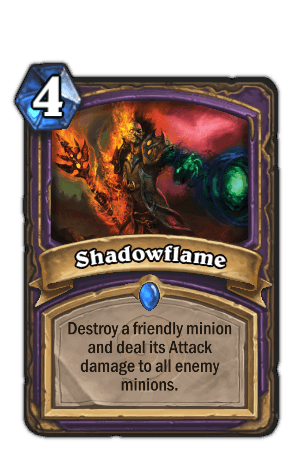 4
Shadowflame
Destroy a friendly minion
and deal its Attack
damage to all enemy
minions.